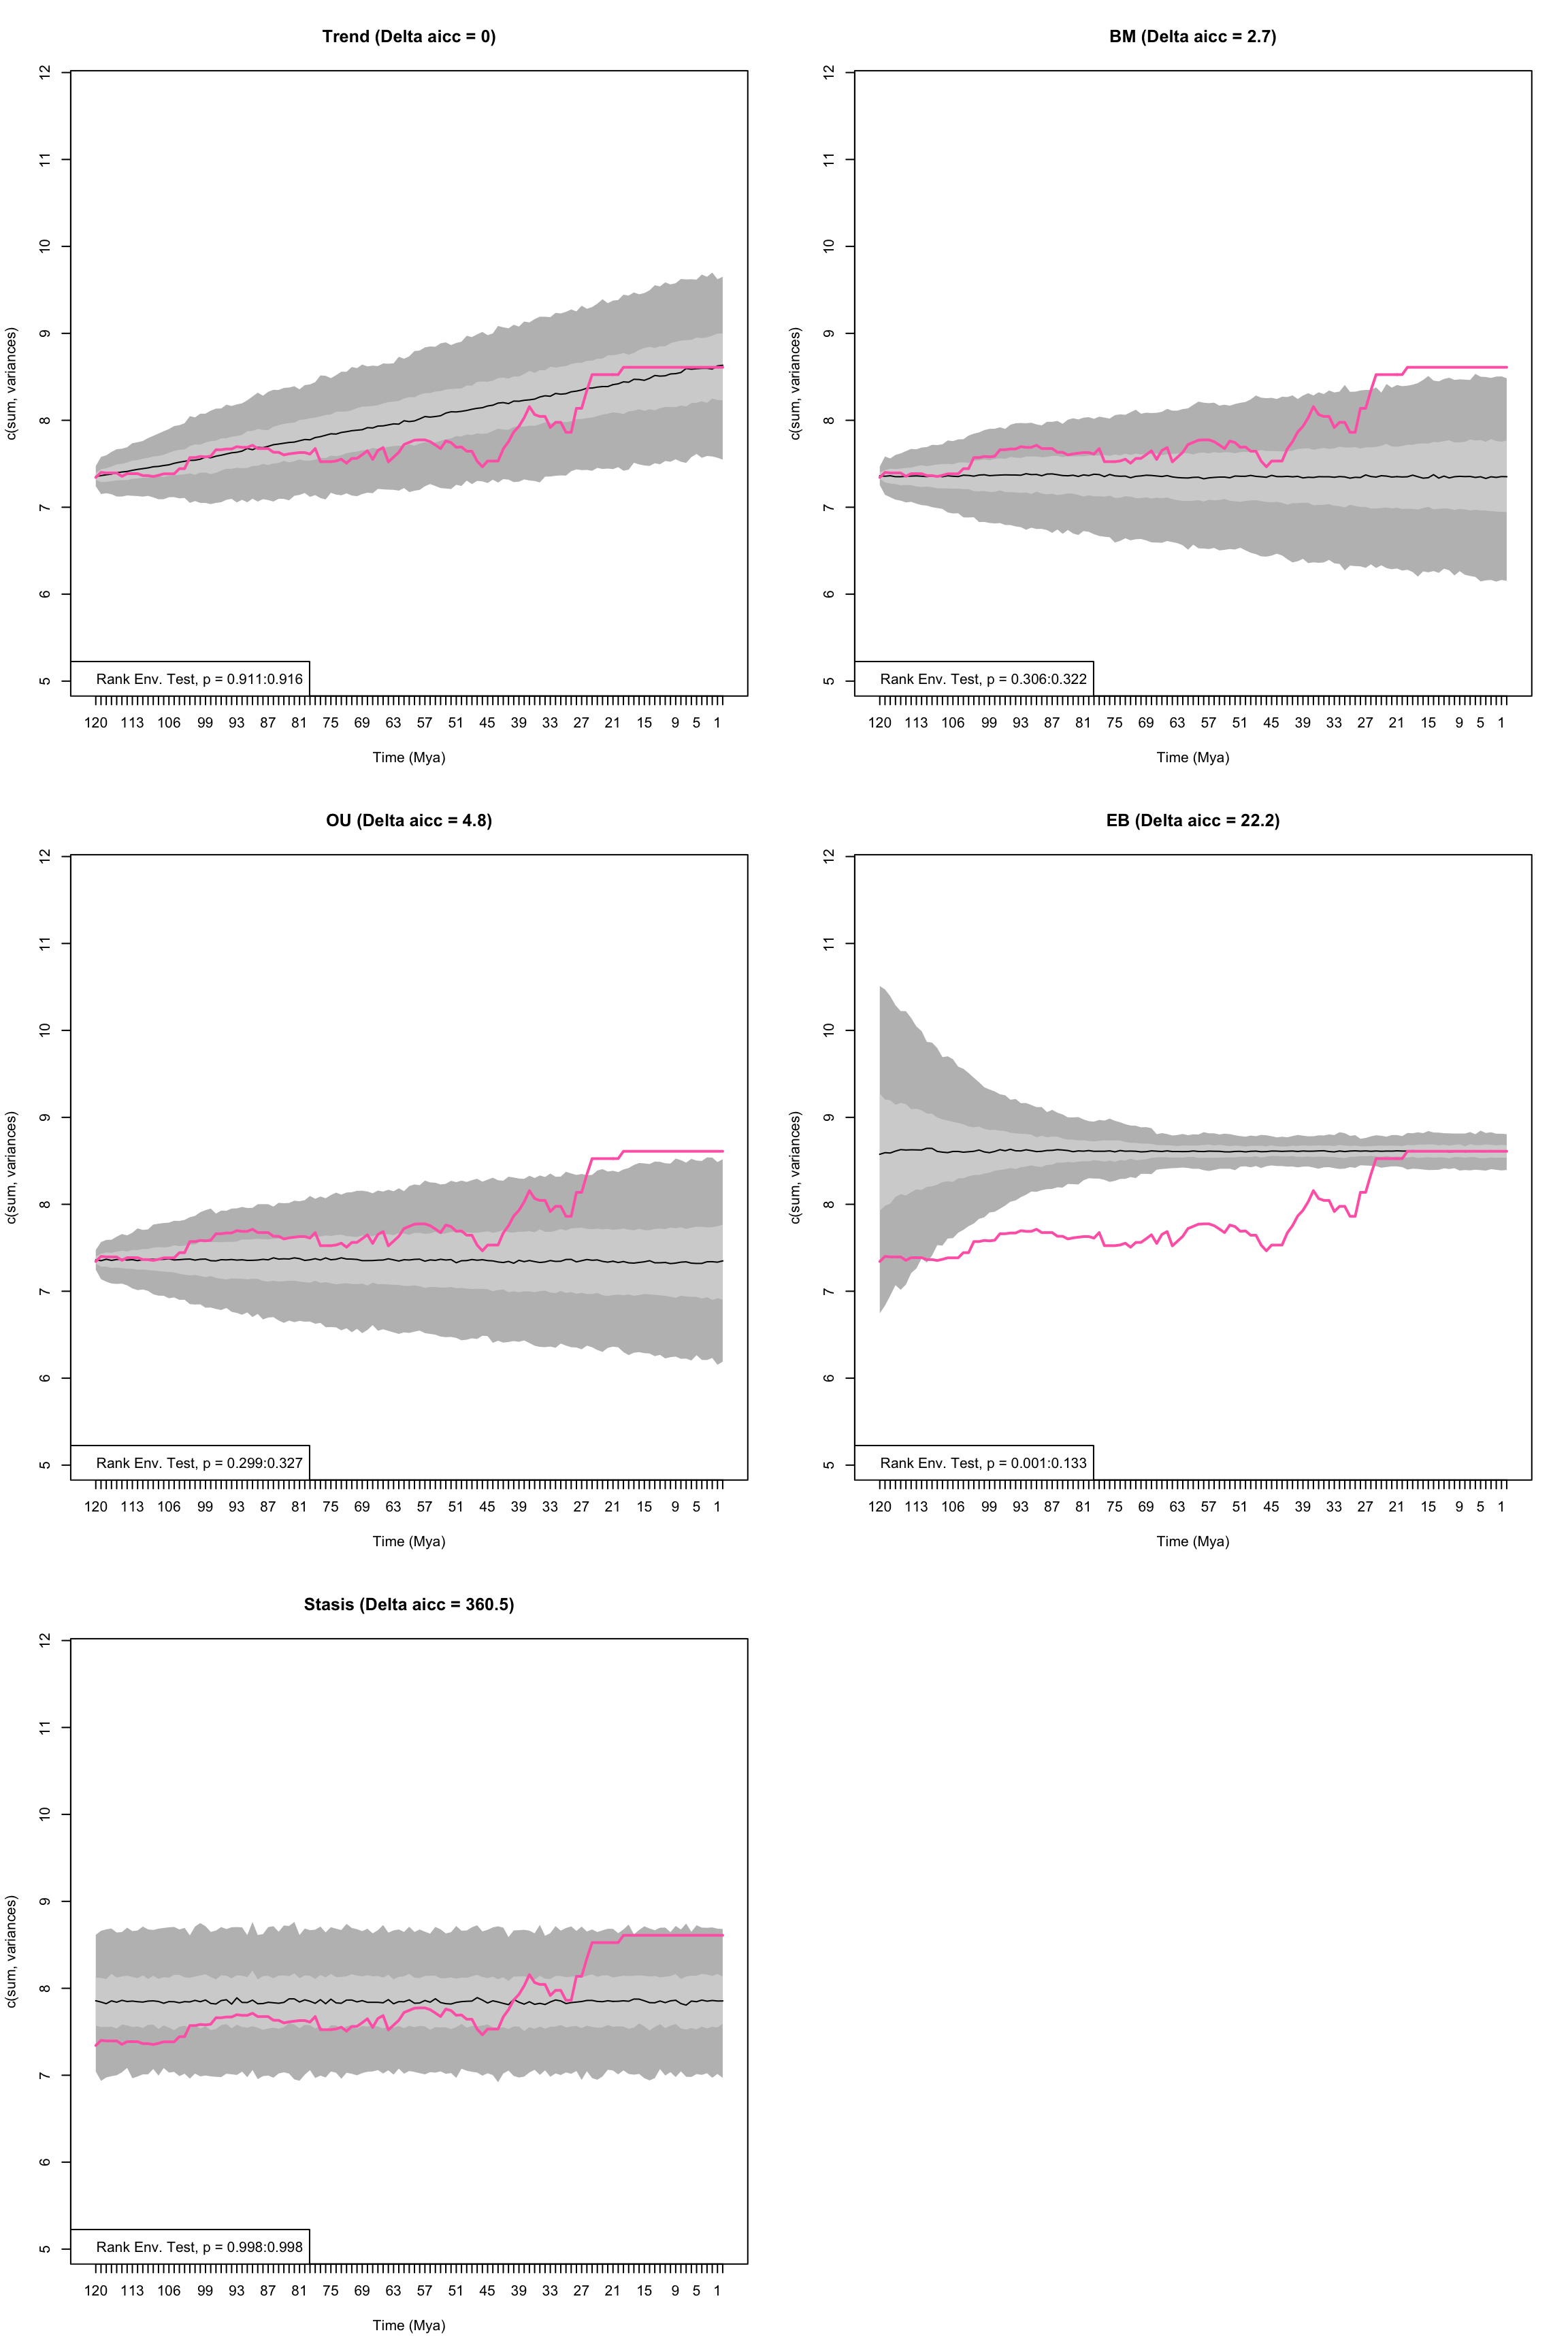 Trend (Delta aicc = 0)
c(sum, variances)
12
11
10
9
8
7
6
5
Rank Env. Test, p = 0.911:0.916
120 113 106 99 93 87 81 75 69 63 57 51 45 39 33 27 21 15 9 5 1
Time (Mya)
BM (Delta aicc = 2.7)
c(sum, variances)
12
11
10
9
8
7
6
5
Rank Env. Test, p = 0.306:0.322
120 113 106 99 93 87 81 75 69 63 57 51 45 39 33 27 21 15 9 5 1
Time (Mya)
OU (Delta aicc = 4.8)
c(sum, variances)
12
11
10
9
8
7
6
5
Rank Env. Test, p = 0.299:0.327
120 113 106 99 93 87 81 75 69 63 57 51 45 39 33 27 21 15 9 5 1
Time (Mya)
EB (Delta aicc = 22.2)
c(sum, variances)
12
11
10
9
8
7
6
5
Rank Env. Test, p = 0.001:0.133
120 113 106 99 93 87 81 75 69 63 57 51 45 39 33 27 21 15 9 5 1
Time (Mya)
Stasis (Delta aicc = 360.5)
c(sum, variances)
12
11
10
9
8
7
6
5
Rank Env. Test, p = 0.998:0.998
120 113 106 99 93 87 81 75 69 63 57 51 45 39 33 27 21 15 9 5 1
Time (Mya)